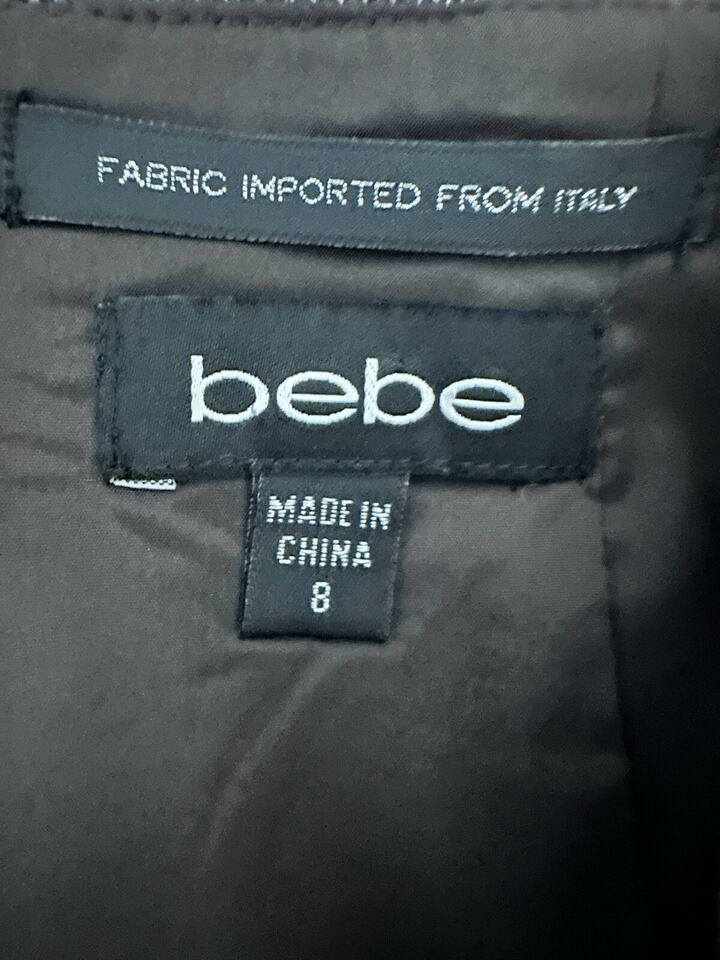 FABRIC IMPORTED FROM ITALY
bebe
MADE IN
CHINA
8